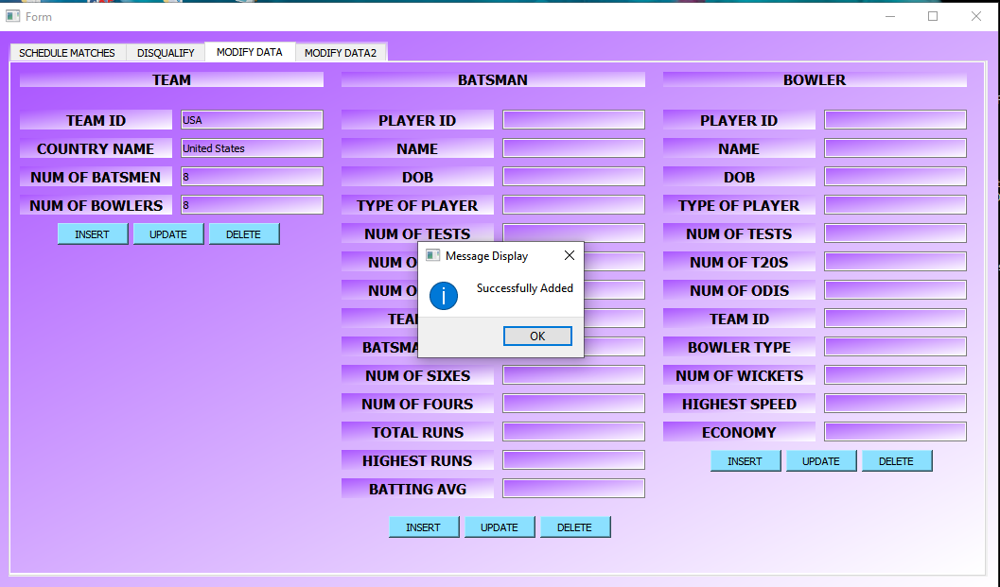 Form
SCHEDULE MATCHES DISQUALIFY MODIFY DATA MODIFY DATA2
TEAM
TEAM ID USA
COUNTRY NAME United States
NUM OF BATSMEN 8
NUM OF BOWLERS 8
INSERT UPDATE DELETE
BATSMAN
PLAYER ID
NAME
DOB
TYPE OF PLAYER
NUM OF TESTS
NUM O
NUM O
TEA
BATSMA
NUM OF SIXES
NUM OF FOURS
TOTAL RUNS
HIGHEST RUNS
BATTING AVG
INSERT UPDATE DELETE
Message Display
Successfully Added
OK
BOWLER
PLAYER ID
NAME
DOB
TYPE OF PLAYER
NUM OF TESTS
NUM OF T20S
NUM OF ODIS
TEAM ID
BOWLER TYPE
NUM OF WICKETS
HIGHEST SPEED
ECONOMY
INSERT UPDATE DELETE